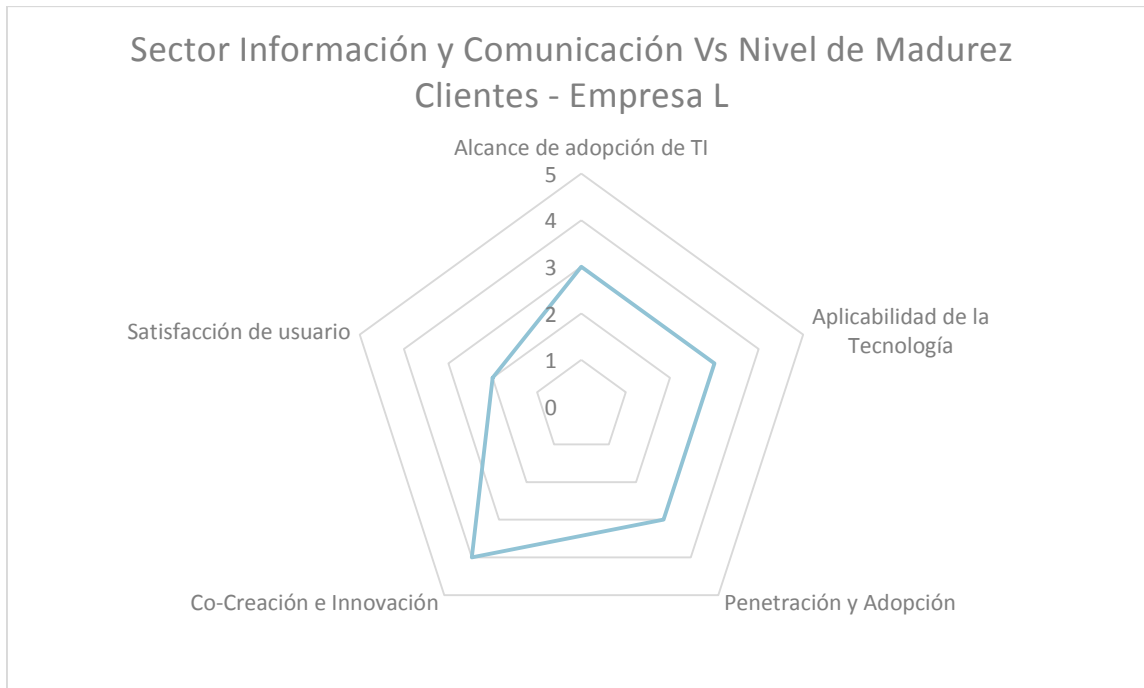 Sector Información y Comunicación Vs Nivel de Madurez
Clientes - Empresa L
Alcance de adopción de TI
5
4
3
2
1
0
Aplicabilidad de la
Tecnología
Satisfacción de usuario
Co-Creación e Innovación
Penetración y Adopción